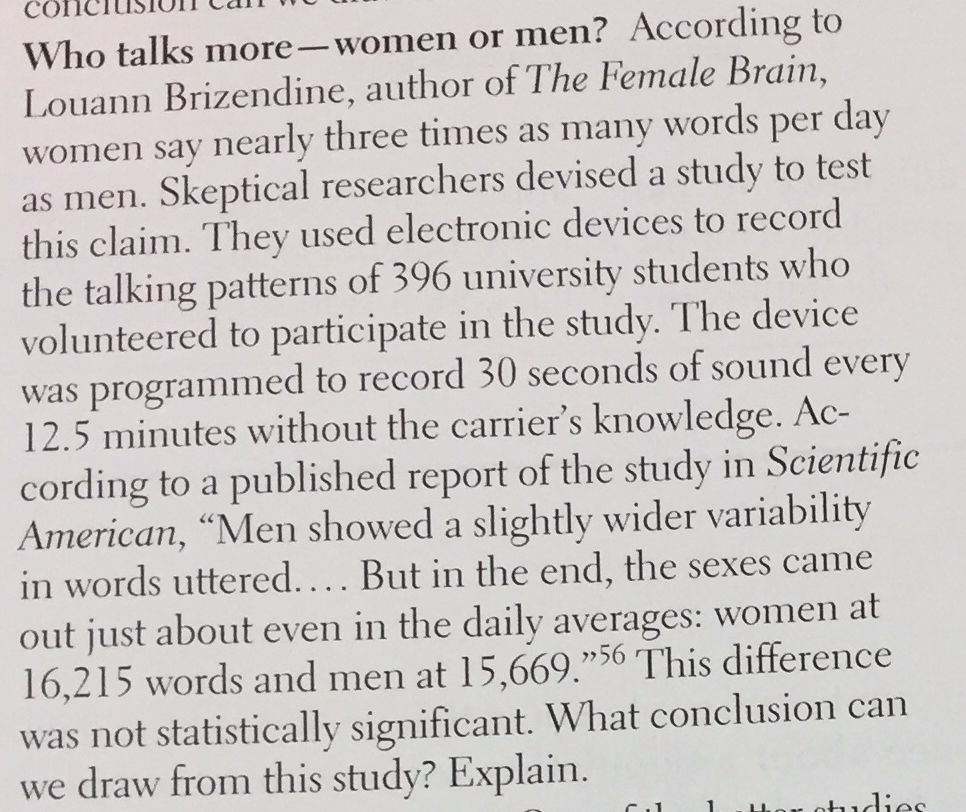 conclusion can we
Who talks more—women or men? According to
Louann Brizendine, author of The Female Brain,
women say nearly three times as many words per day
as men. Skeptical researchers devised a study to test
this claim. They used electronic devices to record
the talking patterns of 396 university students who
volunteered to participate in the study. The device
was programmed to record 30 seconds of sound every
12.5 minutes without the carrier’s knowledge. Ac-
cording to a published report of the study in Scientific
American, “Men showed a slightly wider variability
in words uttered.... But in the end, the sexes came
out just about even in the daily averages: women at
16,215 words and men at 15,669.”56 This difference
was not statistically significant. What conclusion can
we draw from this study? Explain.
studies